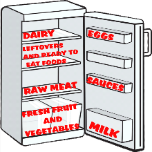 DAIRY
LEFTOVERS
AND READY TO
EAT FOODS
RAW MEAT
FRESH FRUIT
AND
VEGETABLES
EGGS
SAUCES
MILK